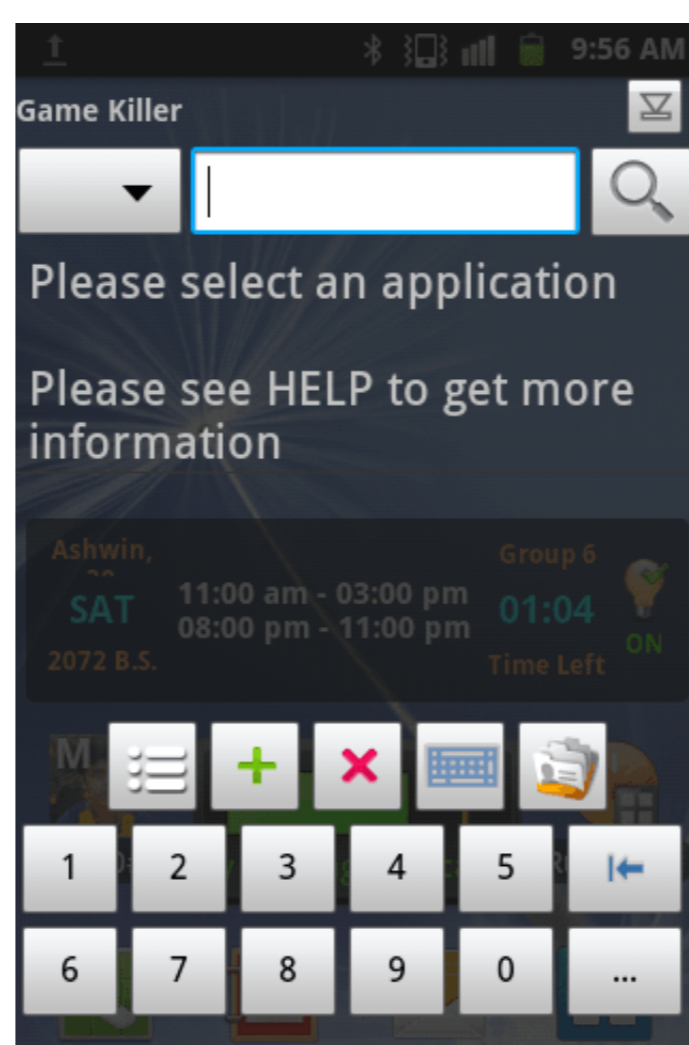 9:56 AM
Game Killer
Please select an application
Please see HELP to get more
information
Ashwin,
SAT
2072 B.S.
11:00 am - 03:00 pm
08:00 pm - 11:00 pm
Group 6
01:04
Time Left
ON
M
1 2 3 4 5
6 7 8 9 0 ...